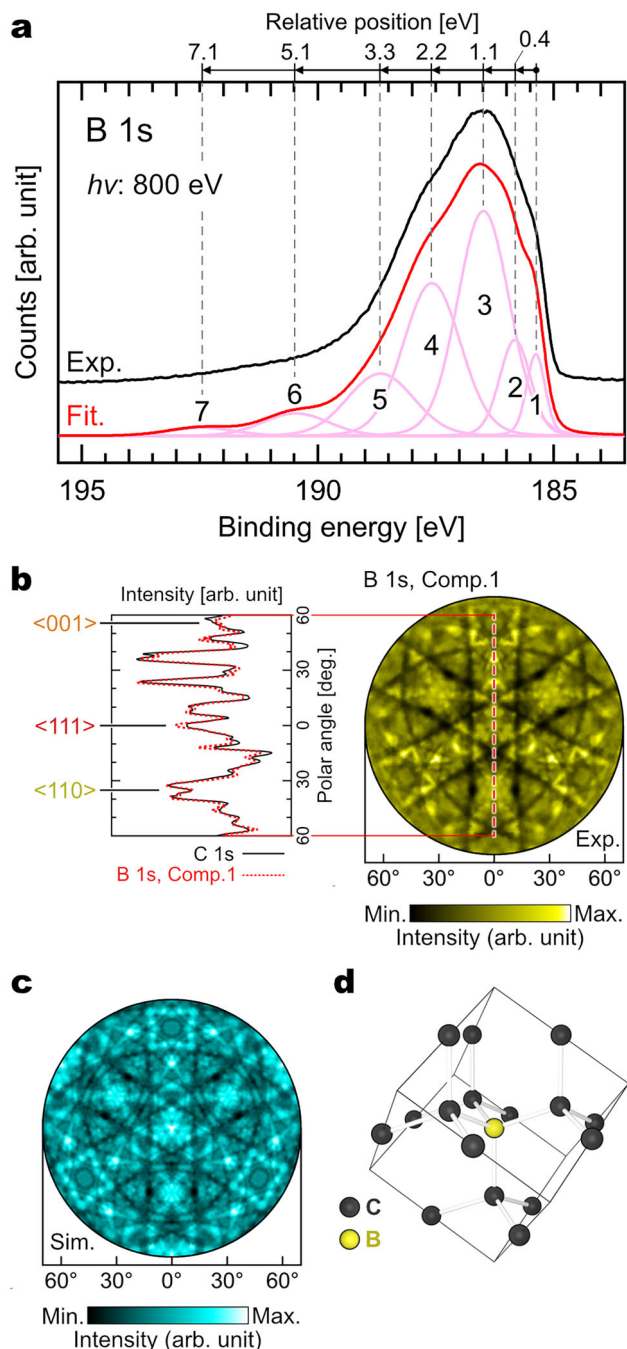 a
Relative position [eV]
7.1 5.1 3.3 2.2 1.1 0.4
B 1s
hν: 800 eV
Counts [arb. unit]
Exp.
Fit.
7 6 5 4 3 2 1
195 190 185
Binding energy [eV]
b
Intensity [arb. unit]
B 1s, Comp.1
<001>
<111>
<110>
60
30
0
30
60
Polar angle [deg.]
C 1s
B 1s, Comp.1
Exp.
60° 30° 0° 30° 60°
Min. Max.
Intensity (arb. unit)
c
Sim.
60° 30° 0° 30° 60°
Min. Max.
Intensity (arb. unit)
d
C
B